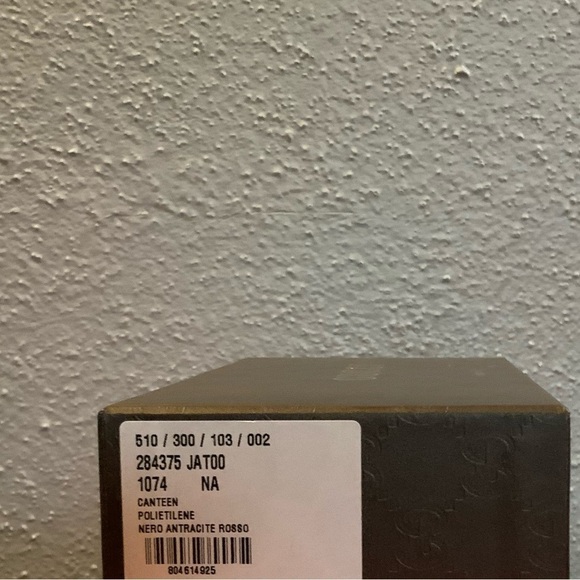 510 / 300 / 103 / 002
284375 JAT00
1074 NA
CANTEEN
POLIETILENE
NERO ANTRACITE ROSSO
804614925